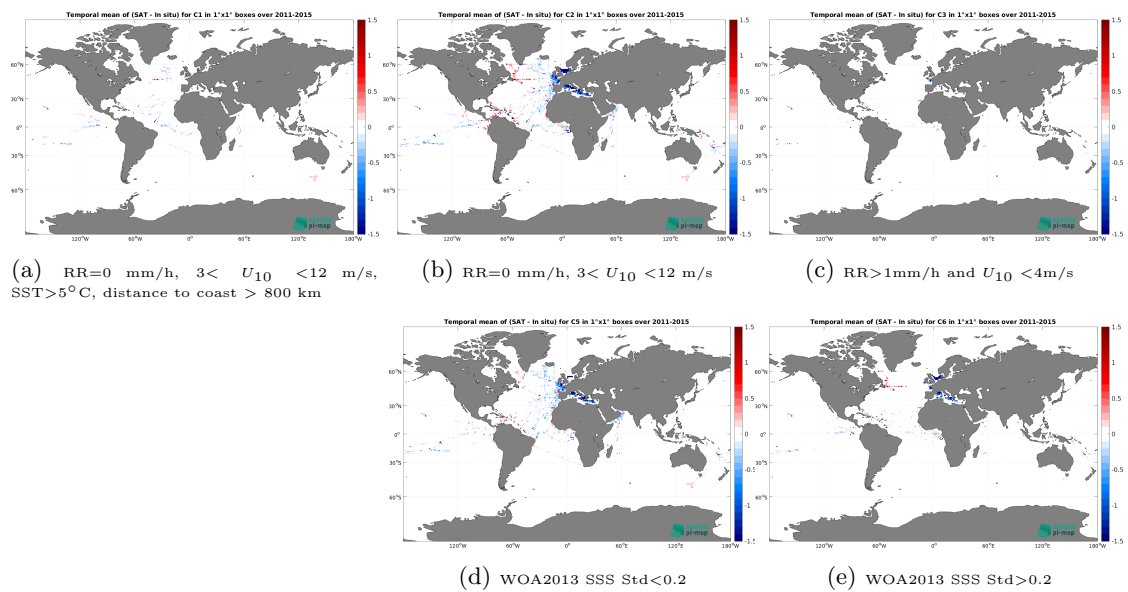 Temporal mean of (SAT - In situ) for C1 in 1°x1° boxes over 2011-2015
60°N
30°N
0°
30°S
60°S
120°W
60°W
0°
60°E
120°E
180°W
1.5
1
0.5
0
-0.5
-1
-1.5
pi-mep
(a) RR=0 mm/h, 3< U10 <12 m/s,
SST>5°C, distance to coast > 800 km
Temporal mean of (SAT - In situ) for C2 in 1°x1° boxes over 2011-2015
60°N
30°N
0°
30°S
60°S
120°W
60°W
0°
60°E
120°E
180°W
1.5
1
0.5
0
-0.5
-1
-1.5
pi-mep
(b) RR=0 mm/h, 3< U10 <12 m/s
Temporal mean of (SAT - In situ) for C3 in 1°x1° boxes over 2011-2015
60°N
30°N
0°
30°S
60°S
120°W
60°W
0°
60°E
120°E
180°W
1.5
1
0.5
0
-0.5
-1
-1.5
pi-mep
(c) RR>1mm/h and U10 <4m/s
Temporal mean of (SAT - In situ) for C5 in 1°x1° boxes over 2011-2015
60°N
30°N
0°
30°S
60°S
120°W
60°W
0°
60°E
120°E
180°W
1.5
1
0.5
0
-0.5
-1
-1.5
pi-mep
(d) WOA2013 SSS Std<0.2
Temporal mean of (SAT - In situ) for C6 in 1°x1° boxes over 2011-2015
60°N
30°N
0°
30°S
60°S
120°W
60°W
0°
60°E
120°E
180°W
1.5
1
0.5
0
-0.5
-1
-1.5
pi-mep
(e) WOA2013 SSS Std>0.2